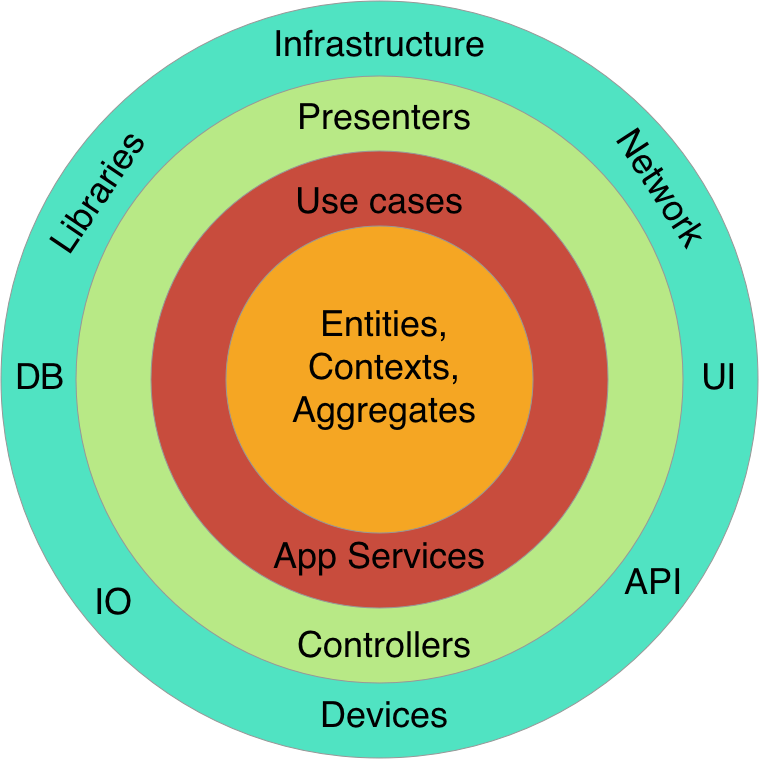 Infrastructure
Presenters
Libraries
Network
Use cases
Entities,
Contexts,
Aggregates
DB
UI
App Services
API
IO
Controllers
Devices